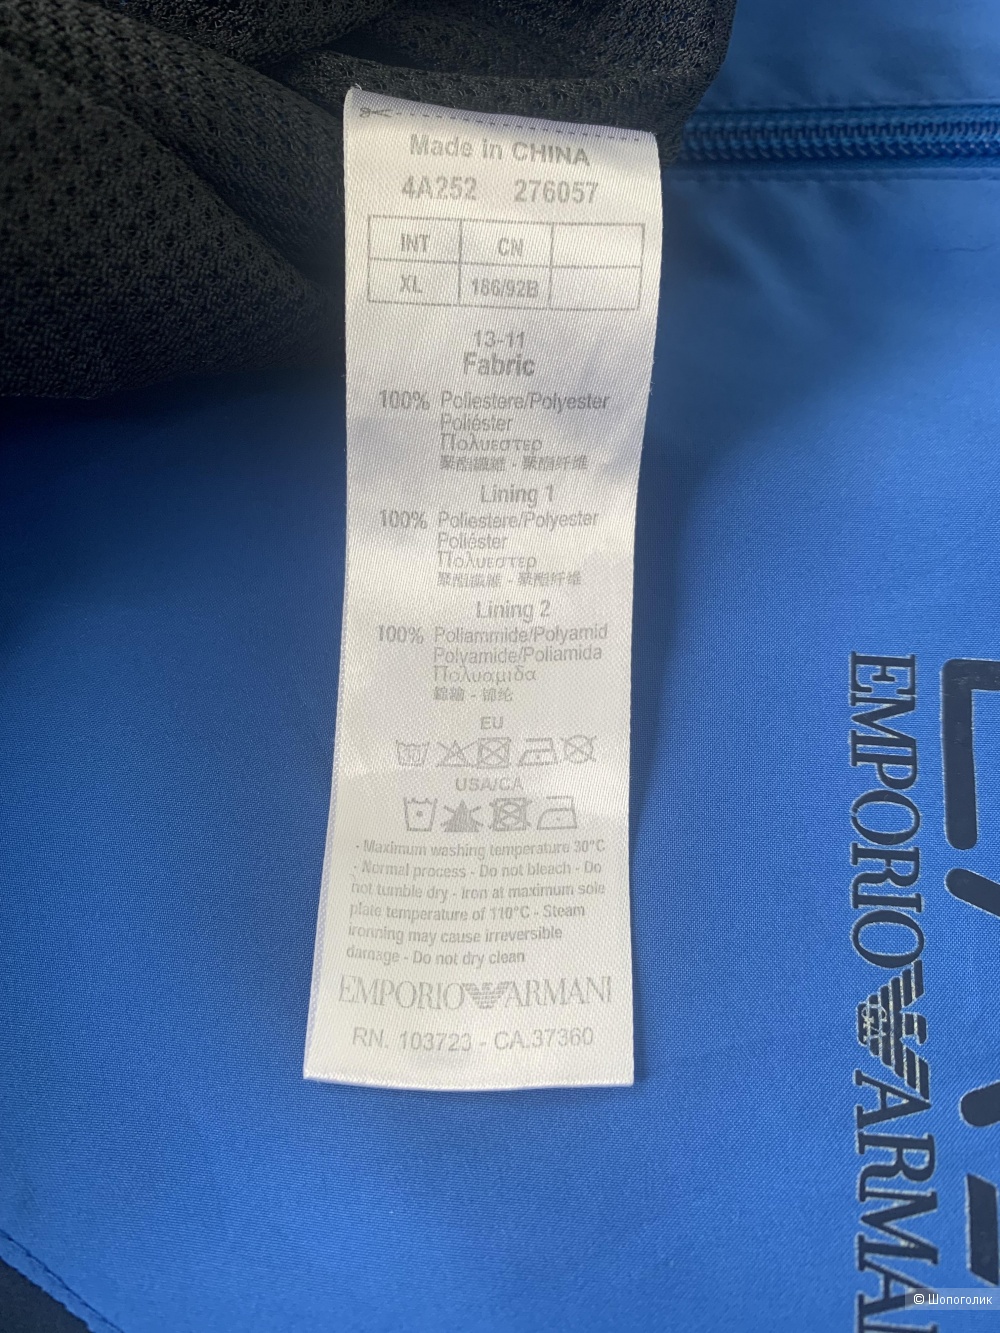 Made in CHINA
4A252 276057
INT CN
XL 186/92B
13-11
Fabric
100% Poliestere/Polyester
Poliéster
Πολυεστερ
聚酯纖維 - 聚酯纤维
Lining 1
100% Poliestere/Polyester
Poliéster
Πολυεστερ
聚酯纖維 - 聚酯纤维
Lining 2
100% Poliammide/Polyamid
Polyamide/Poliamida
Πολυαμιδα
錦綸 - 锦纶
EU
30
USA/CA
- Maximum washing temperature 30°C
- Normal process - Do not bleach - Do
not tumble dry - Iron at maximum sole
plate temperature of 110°C - Steam
ironning may cause irreversible
damage - Do not dry clean
EMPORIO ARMANI
RN. 103723 - CA.37360
EMPORIO ARMANI
© Шопоголик